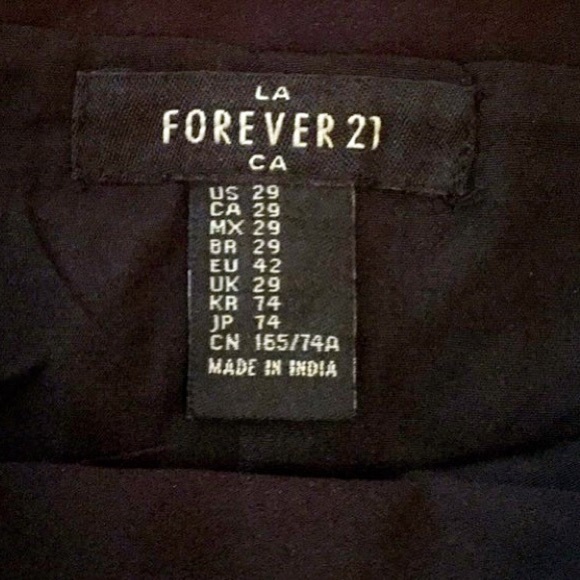 LA
FOREVER 21
CA
US 29
CA 29
MX 29
BR 29
EU 42
UK 29
KR 74
JP 74
CN 165/74A
MADE IN INDIA